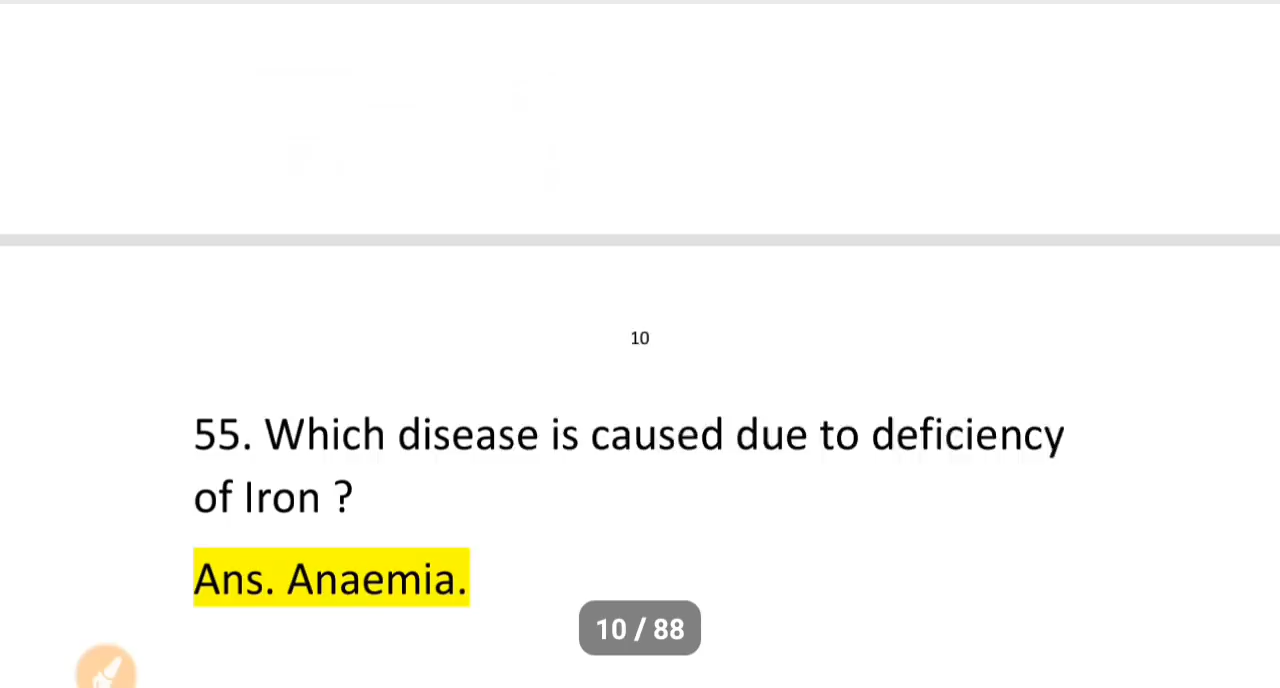 10
55. Which disease is caused due to deficiency
of Iron ?
Ans. Anaemia.
10 / 88